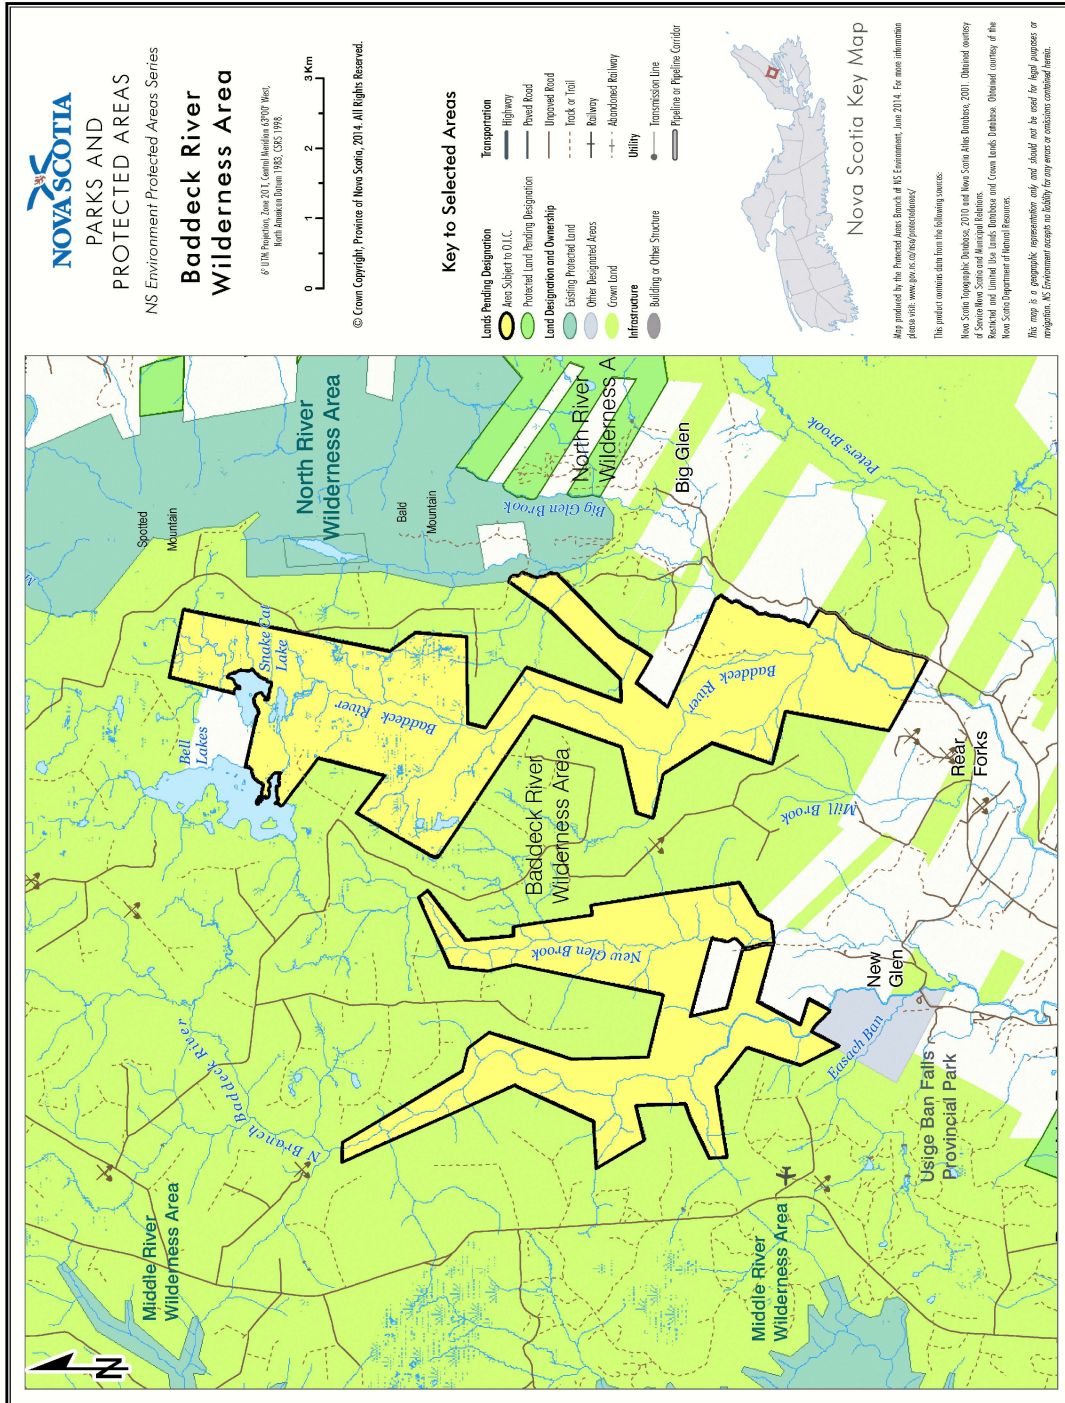 NOVA SCOTIA
PARKS AND
PROTECTED AREAS
NS Environment Protected Areas Series
Baddeck River
Wilderness Area
6° UTM Projection, Zone 20 T, Central Meridian 63°00' West,
North American Datum 1983, CSRS 1998.
0 1 2 3 Km
© Crown Copyright, Province of Nova Scotia, 2014. All Rights Reserved.
Key to Selected Areas
Lands Pending Designation
Area Subject to O.I.C.
Protected Land Pending Designation
Land Designation and Ownership
Existing Protected Land
Other Designated Areas
Crown Land
Infrastructure
Building or Other Structure
Transportation
Highway
Paved Road
Unpaved Road
Track or Trail
Railway
Abandoned Railway
Utility
Transmission Line
Pipeline or Pipeline Corridor
Nova Scotia Key Map
Map produced by the Protected Areas Branch of NS Environment, June 2014. For more information
please visit: www.gov.ns.ca/nse/protectedareas/
This product contains data from the following sources:
Nova Scotia Topographic Database, 2010 and Nova Scotia Atlas Database, 2001. Obtained courtesy
of Service Nova Scotia and Municipal Relations.
Restricted and Limited Use Lands Database and Crown Lands Database. Obtained courtesy of the
Nova Scotia Department of Natural Resources.
This map is a geographic representation only and should not be used for legal purposes or
navigation. NS Environment accepts no liability for any errors or omissions contained herein.
N
Middle River
Wilderness Area
N Branch Baddeck River
Bell
Lakes
Snake Cat
Lake
Spotted
Mountain
North River
Wilderness Area
Bald
Mountain
Baddeck River
Big Glen Brook
North River
Wilderness A
Baddeck River
Wilderness Area
New Glen Brook
Baddeck River
Big Glen
Mill Brook
Peters Brook
Middle River
Wilderness Area
Easach Ban
New
Glen
Rear
Forks
Usige Ban Falls
Provincial Park